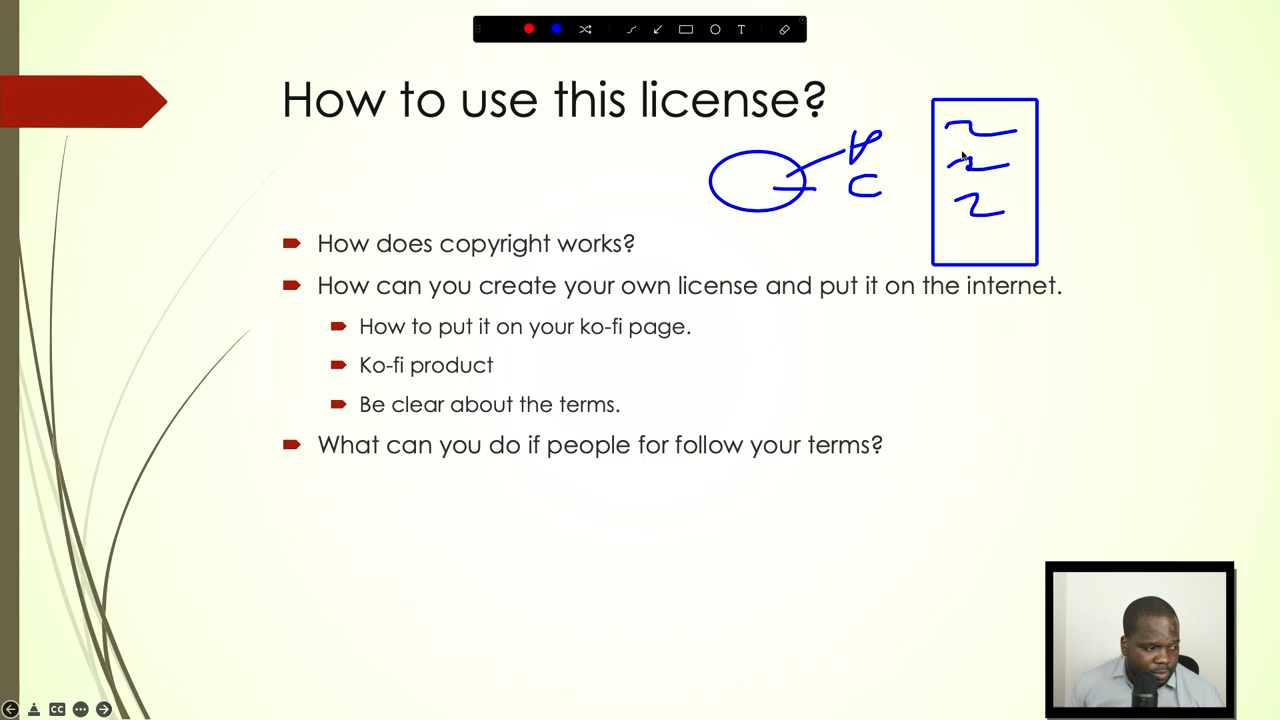 How to use this license?
P
C
How does copyright works?
How can you create your own license and put it on the internet.
How to put it on your ko-fi page.
Ko-fi product
Be clear about the terms.
What can you do if people for follow your terms?